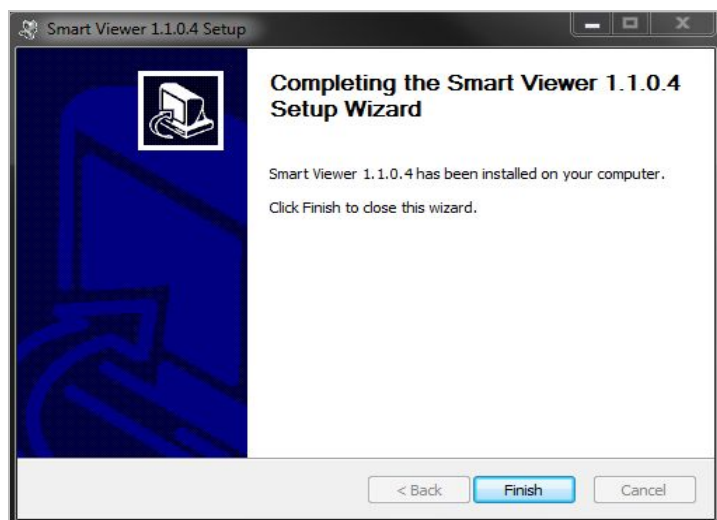 Smart Viewer 1.1.0.4 Setup
Completing the Smart Viewer 1.1.0.4
Setup Wizard
Smart Viewer 1.1.0.4 has been installed on your computer.
Click Finish to close this wizard.
< Back
Finish
Cancel